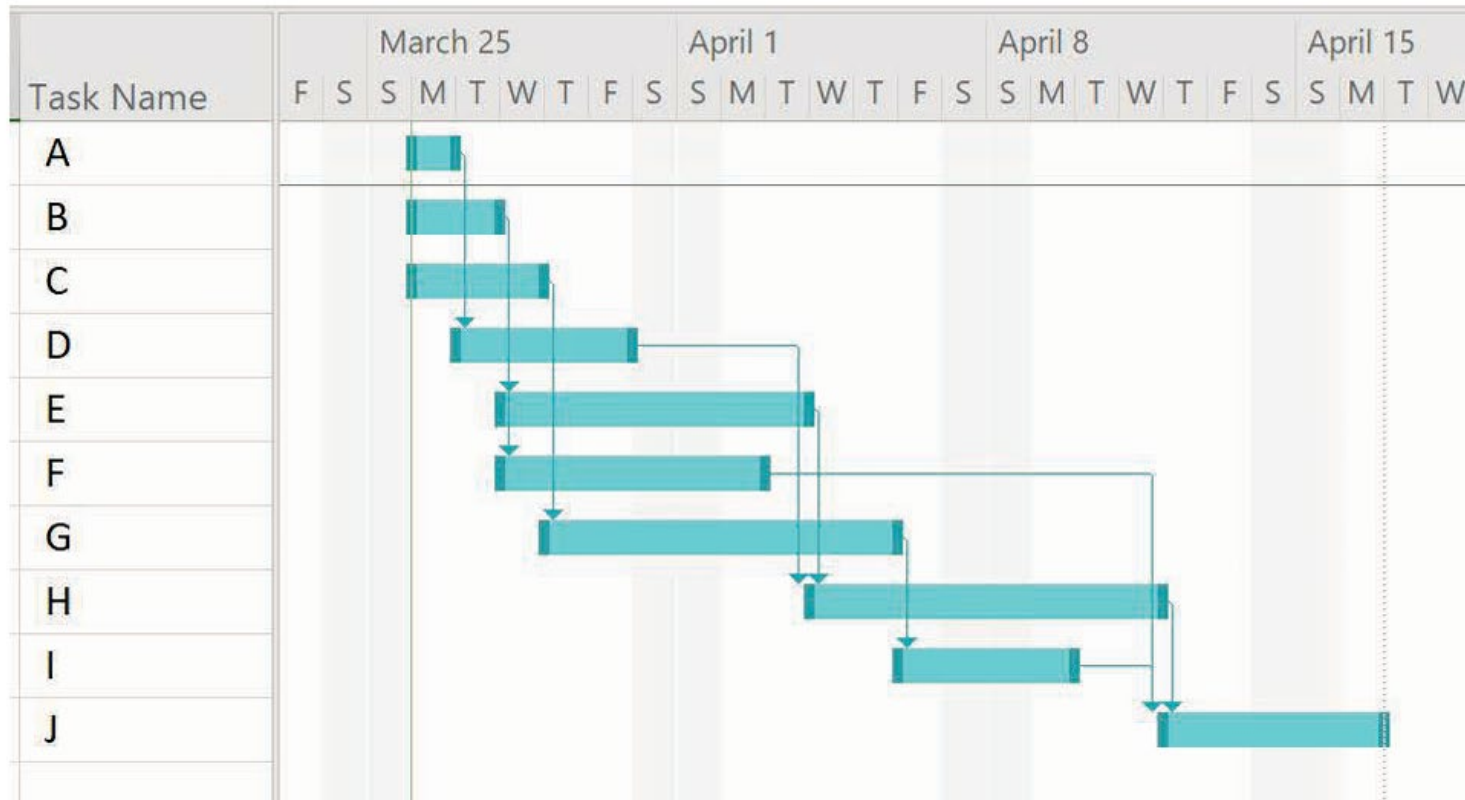 March 25 April 1 April 8 April 15
Task Name F S S M T W T F S S M T W T F S S M T W T F S S M T W
A
B
C
D
E
F
G
H
I
J